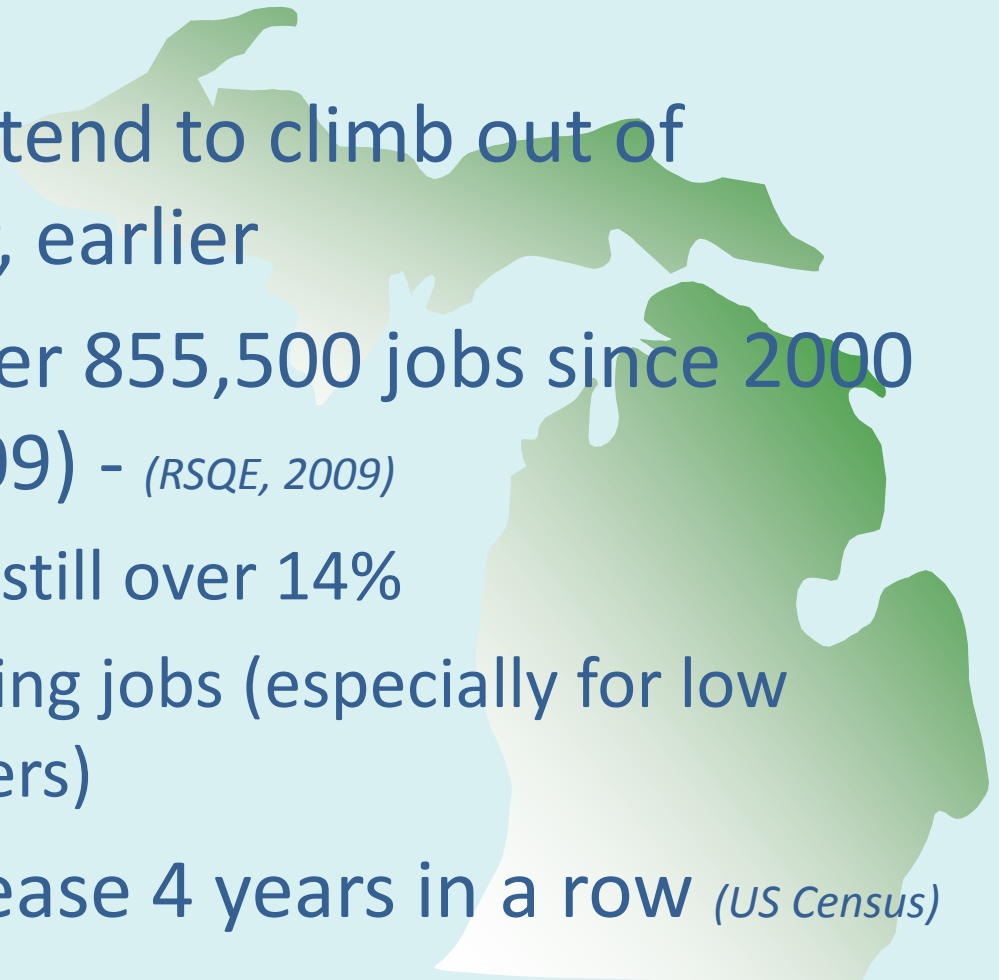 tend to climb out of
, earlier
er 855,500 jobs since 2000
09) - (RSQE, 2009)
still over 14%
ing jobs (especially for low
ers)
ease 4 years in a row (US Census)